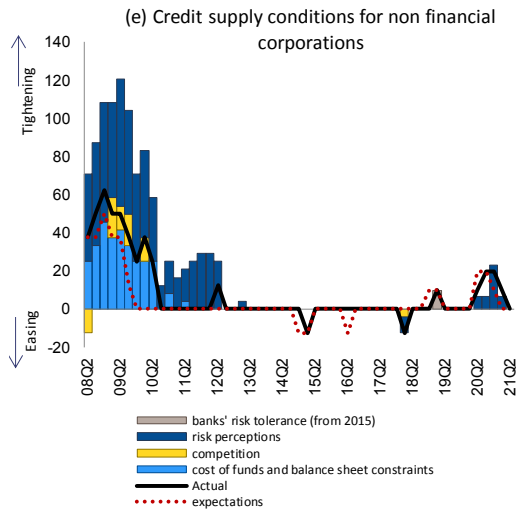 (e) Credit supply conditions for non financial
corporations
Tightening
Easing
140
120
100
80
60
40
20
0
-20
08Q2
09Q2
10Q2
11Q2
12Q2
13Q2
14Q2
15Q2
16Q2
17Q2
18Q2
19Q2
20Q2
21Q2
banks' risk tolerance (from 2015)
risk perceptions
competition
cost of funds and balance sheet constraints
Actual
expectations